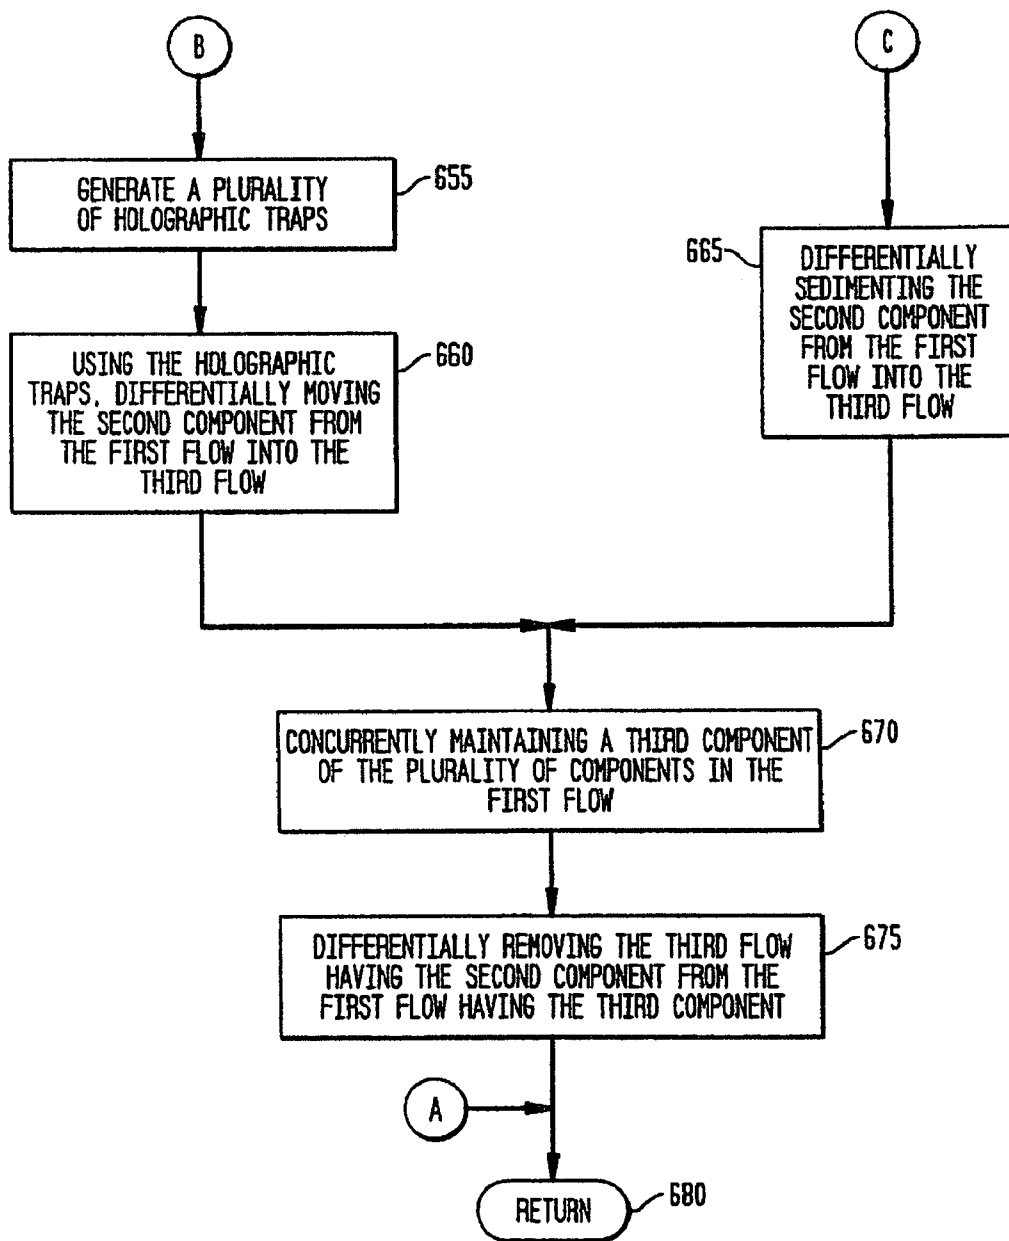 B
C
GENERATE A PLURALITY
OF HOLOGRAPHIC TRAPS
655
USING THE HOLOGRAPHIC
TRAPS, DIFFERENTIALLY MOVING
THE SECOND COMPONENT FROM
THE FIRST FLOW INTO THE
THIRD FLOW
660
665
DIFFERENTIALLY
SEDIMENTING THE
SECOND COMPONENT
FROM THE FIRST
FLOW INTO THE
THIRD FLOW
CONCURRENTLY MAINTAINING A THIRD COMPONENT
OF THE PLURALITY OF COMPONENTS IN THE
FIRST FLOW
670
DIFFERENTIALLY REMOVING THE THIRD FLOW
HAVING THE SECOND COMPONENT FROM THE
FIRST FLOW HAVING THE THIRD COMPONENT
675
A
RETURN
680